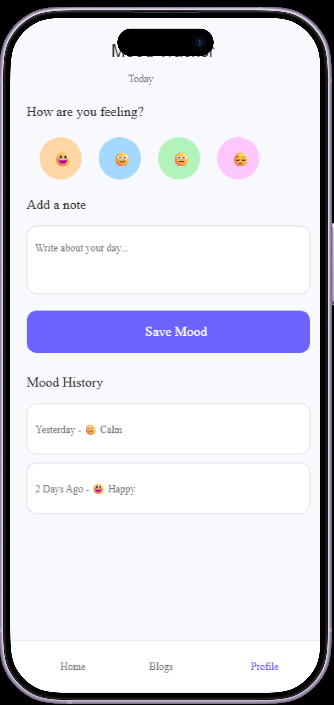 Today
How are you feeling?
Add a note
Write about your day...
Save Mood
Mood History
Yesterday - 😌 Calm
2 Days Ago - 😃 Happy
Home Blogs Profile